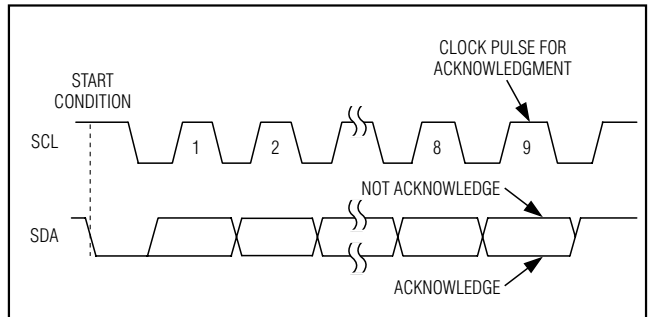 CLOCK PULSE FOR
ACKNOWLEDGMENT
START
CONDITION
SCL
1
2
8
9
NOT ACKNOWLEDGE
SDA
ACKNOWLEDGE